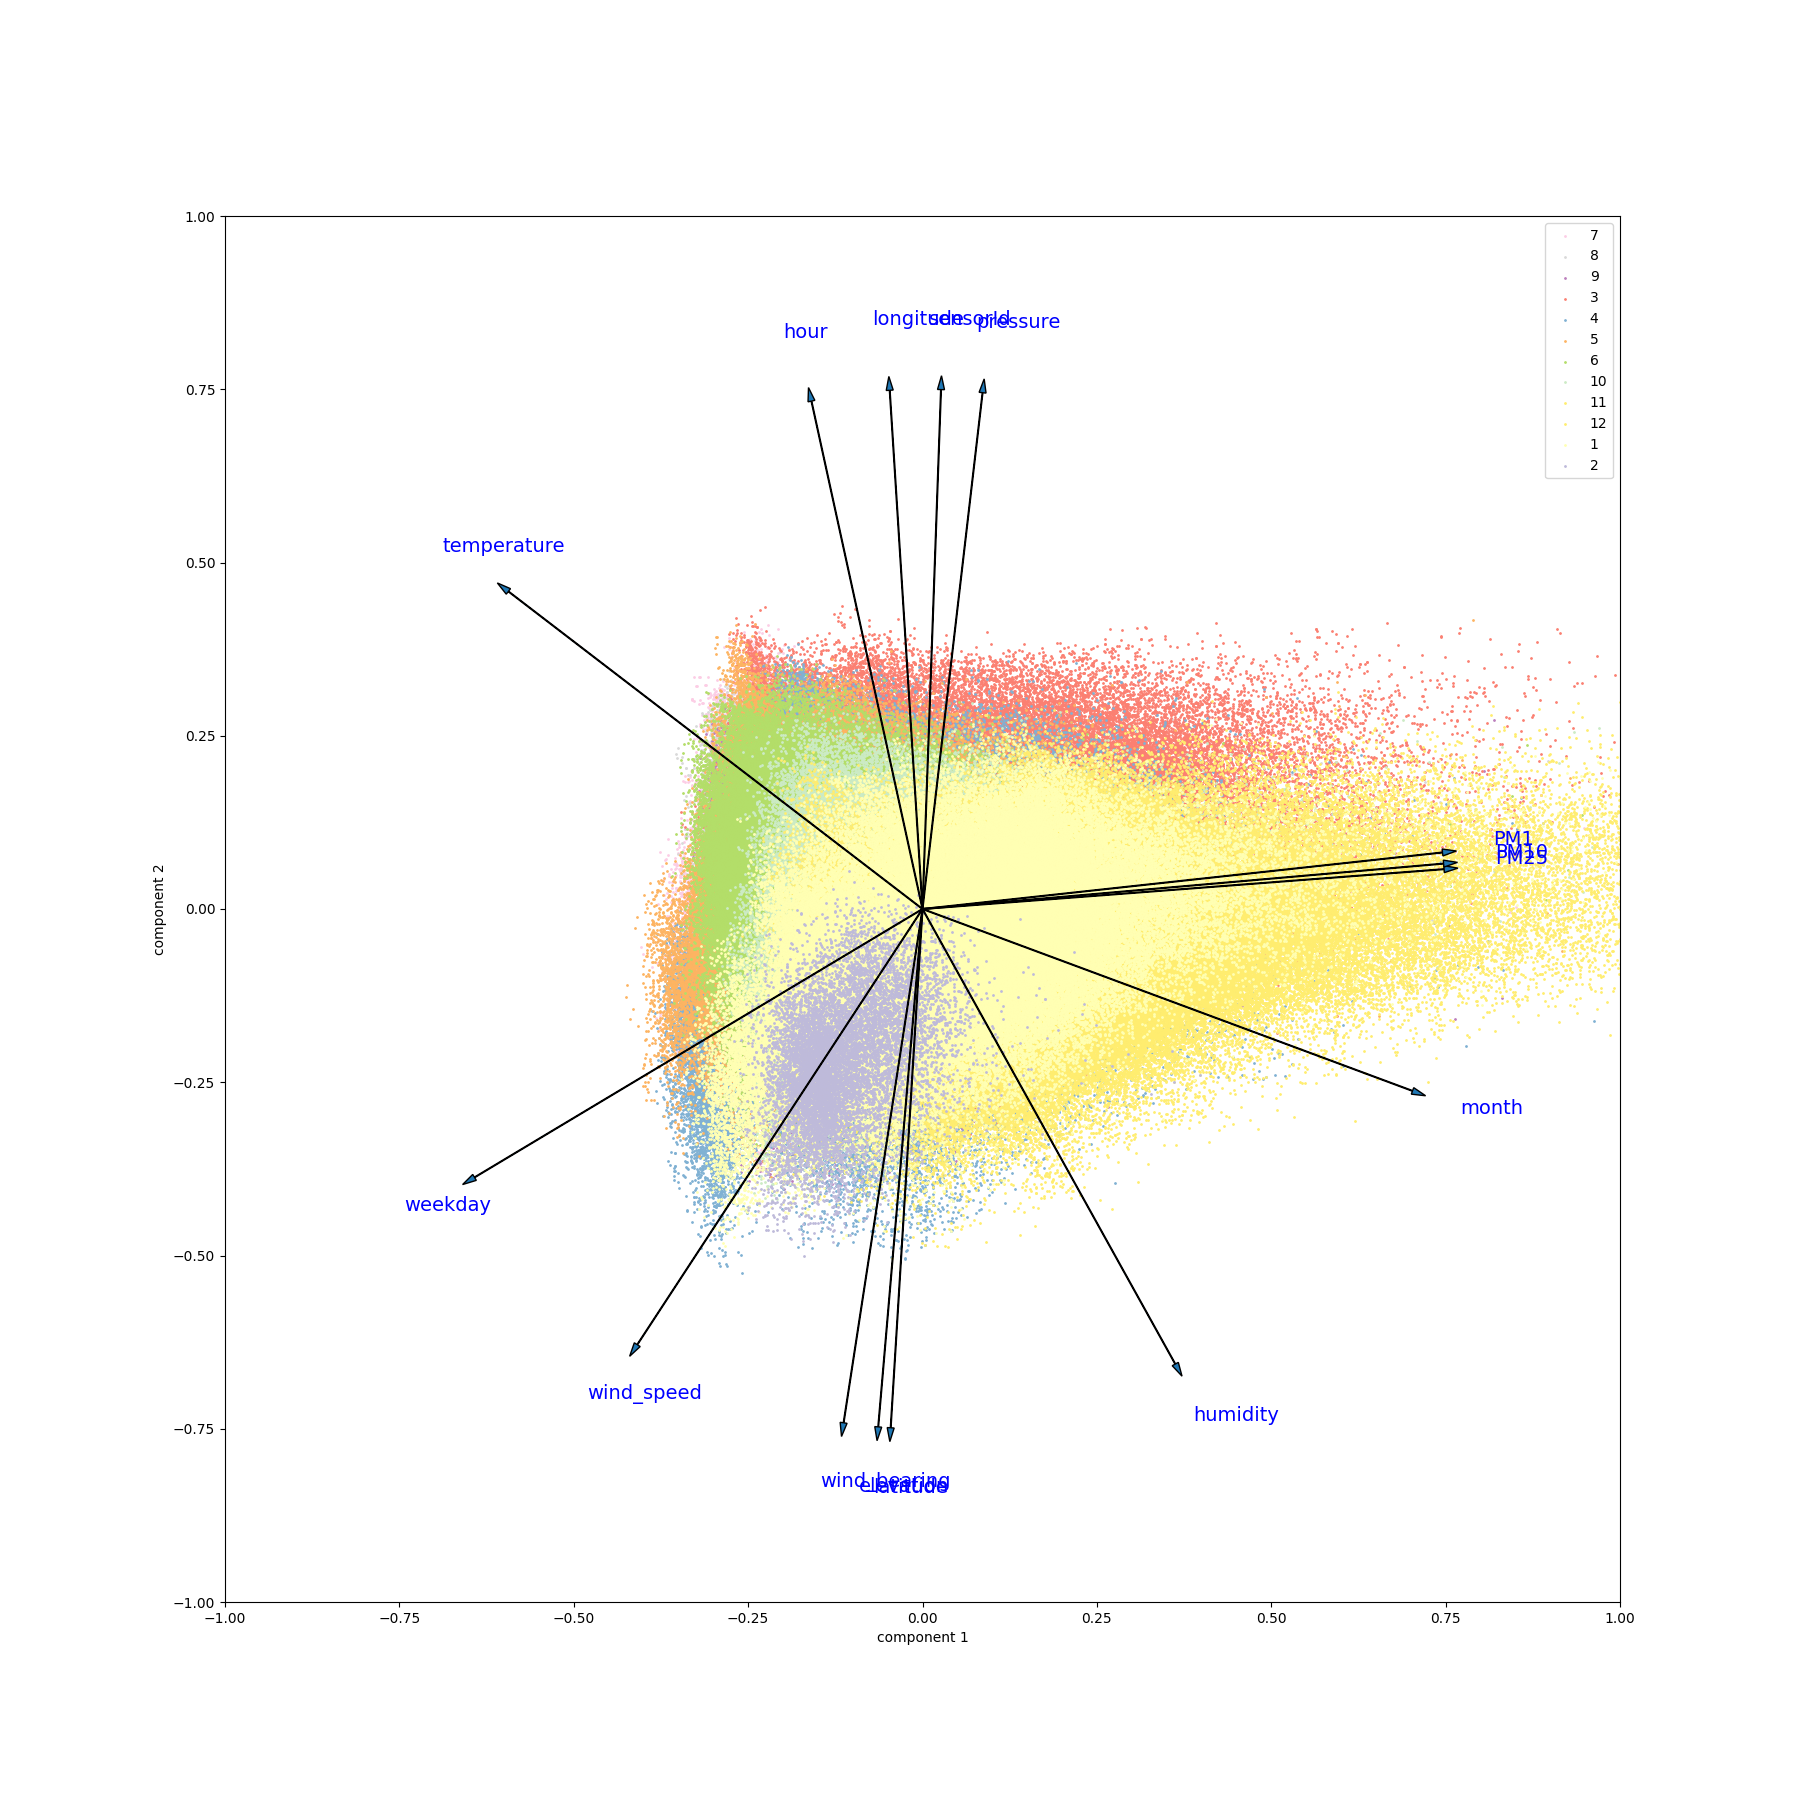 1.00
0.75
0.50
0.25
0.00
−0.25
−0.50
−0.75
−1.00
component 2
−1.00 −0.75 −0.50 −0.25 0.00 0.25 0.50 0.75 1.00
component 1
7
8
9
3
4
5
6
10
11
12
1
2
hour
longitude
sensorId
pressure
temperature
PM1
PM10
PM25
month
weekday
wind_speed
humidity
wind_bearing
elevation
latitude